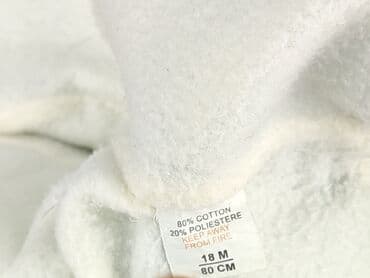 80% COTTON
20% POLIESTERE
KEEP AWAY
FROM FIRE
18 M
80 CM